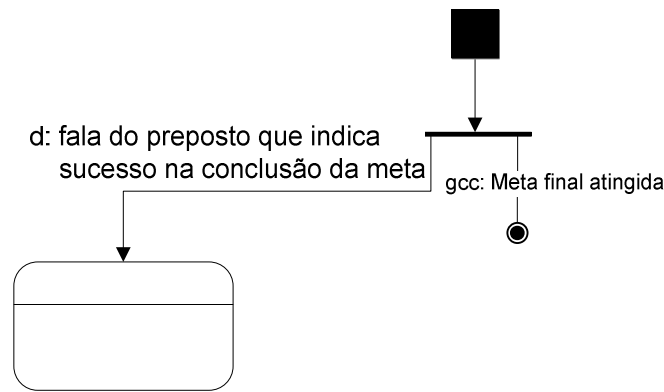 d: fala do preposto que indica
sucesso na conclusão da meta
gcc: Meta final atingida